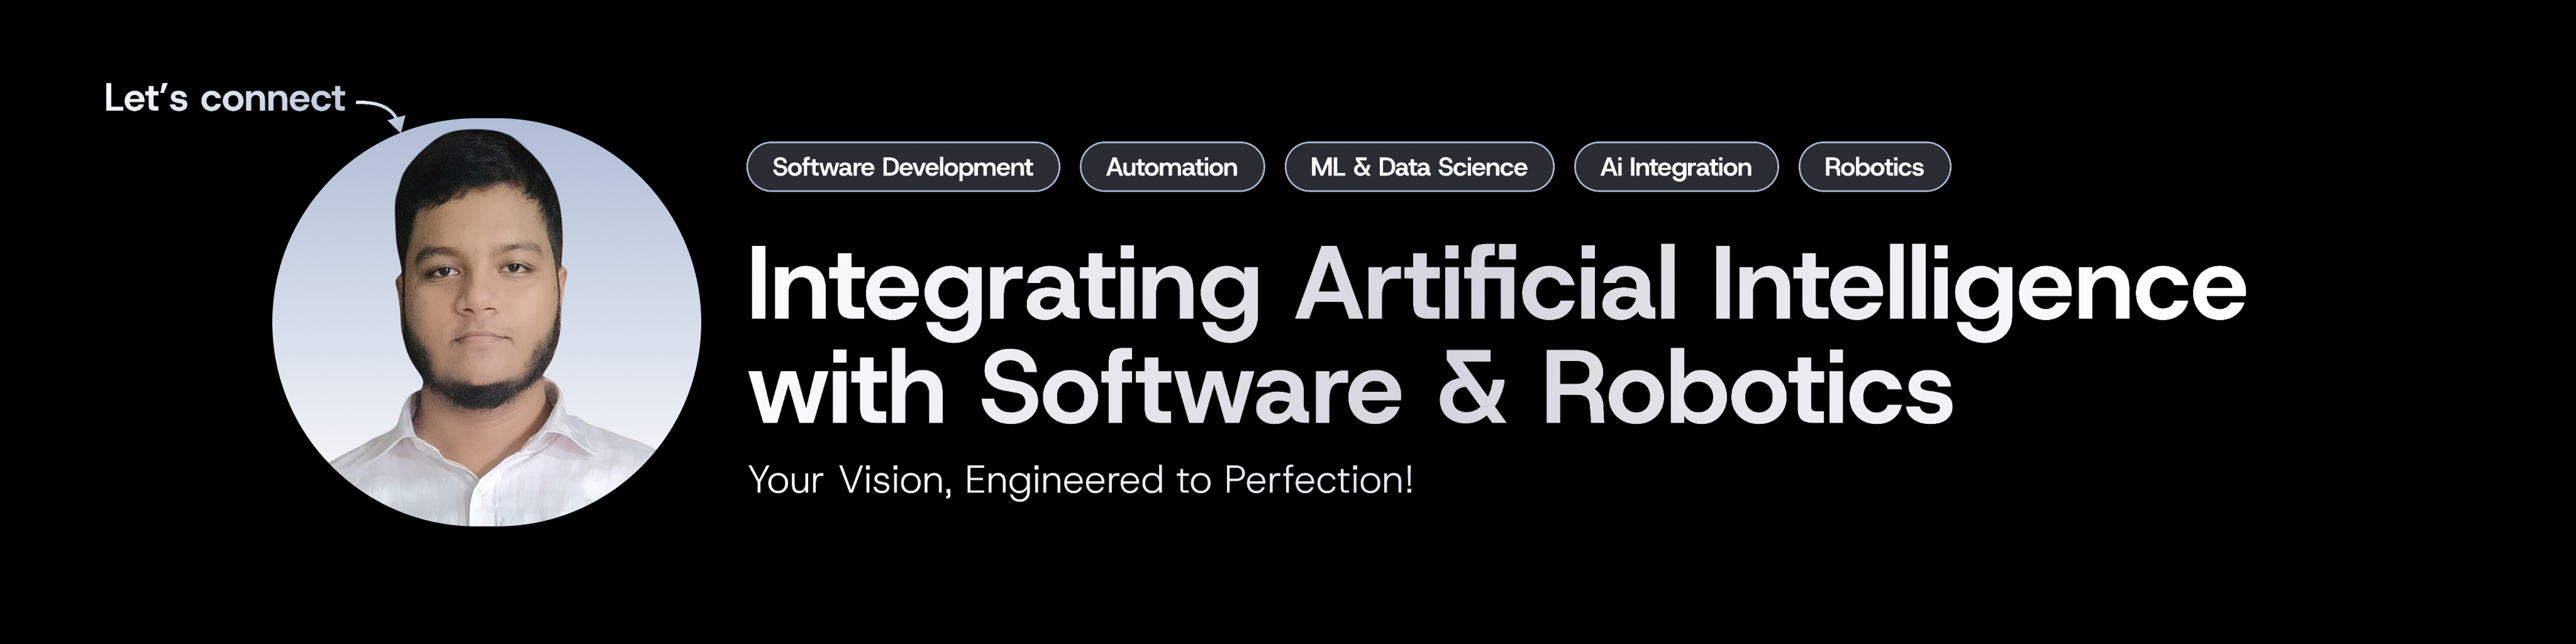 Let's connect
Software Development Automation ML & Data Science Ai Integration Robotics
Integrating Artificial Intelligence
with Software & Robotics
Your Vision, Engineered to Perfection!